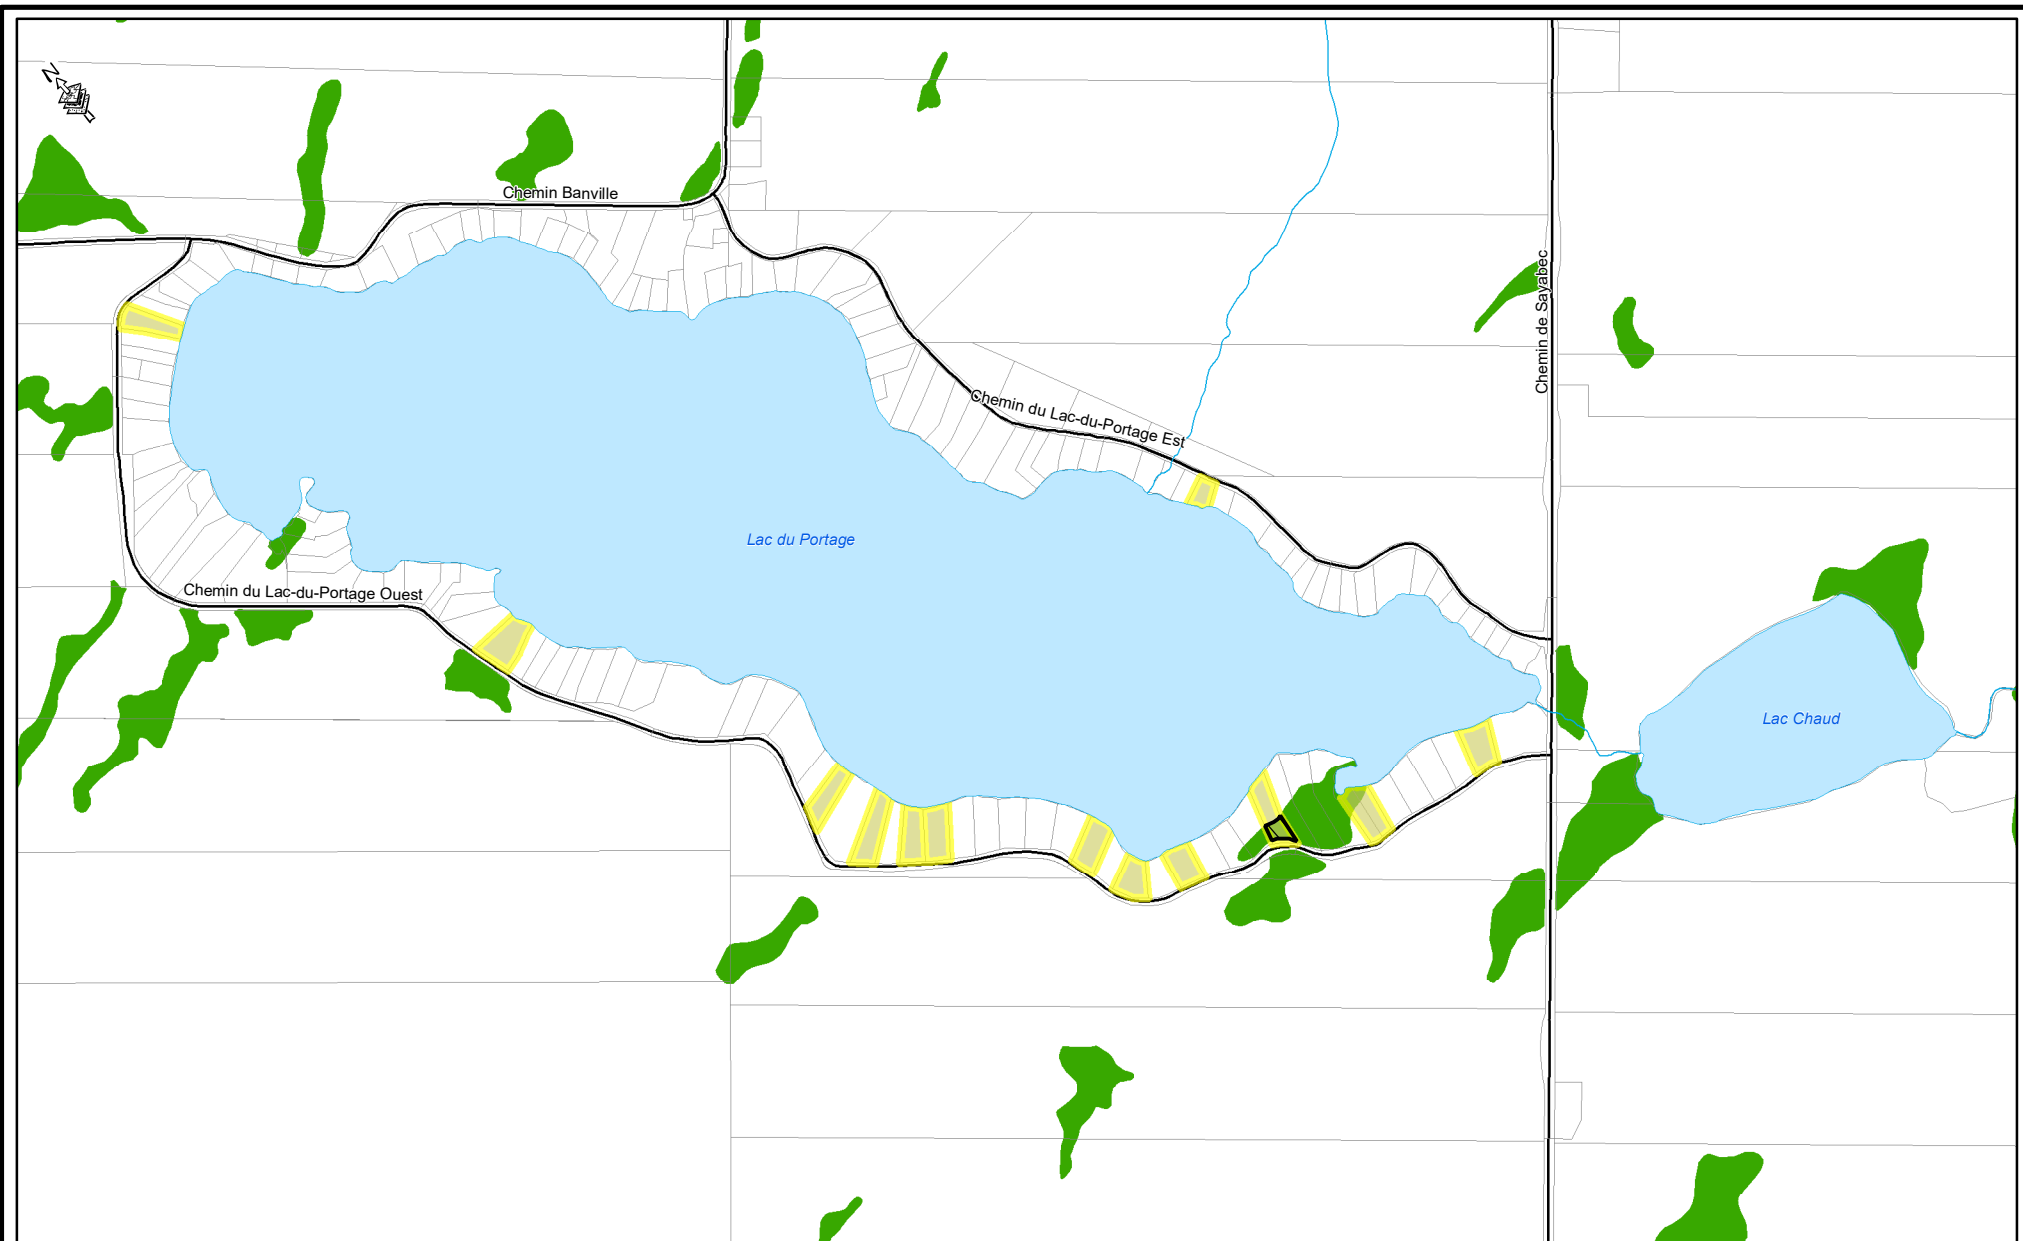 N
Chemin Banville
Chemin de Sayabec
Chemin du Lac-du-Portage Est
Lac du Portage
Chemin du Lac-du-Portage Ouest
Lac Chaud